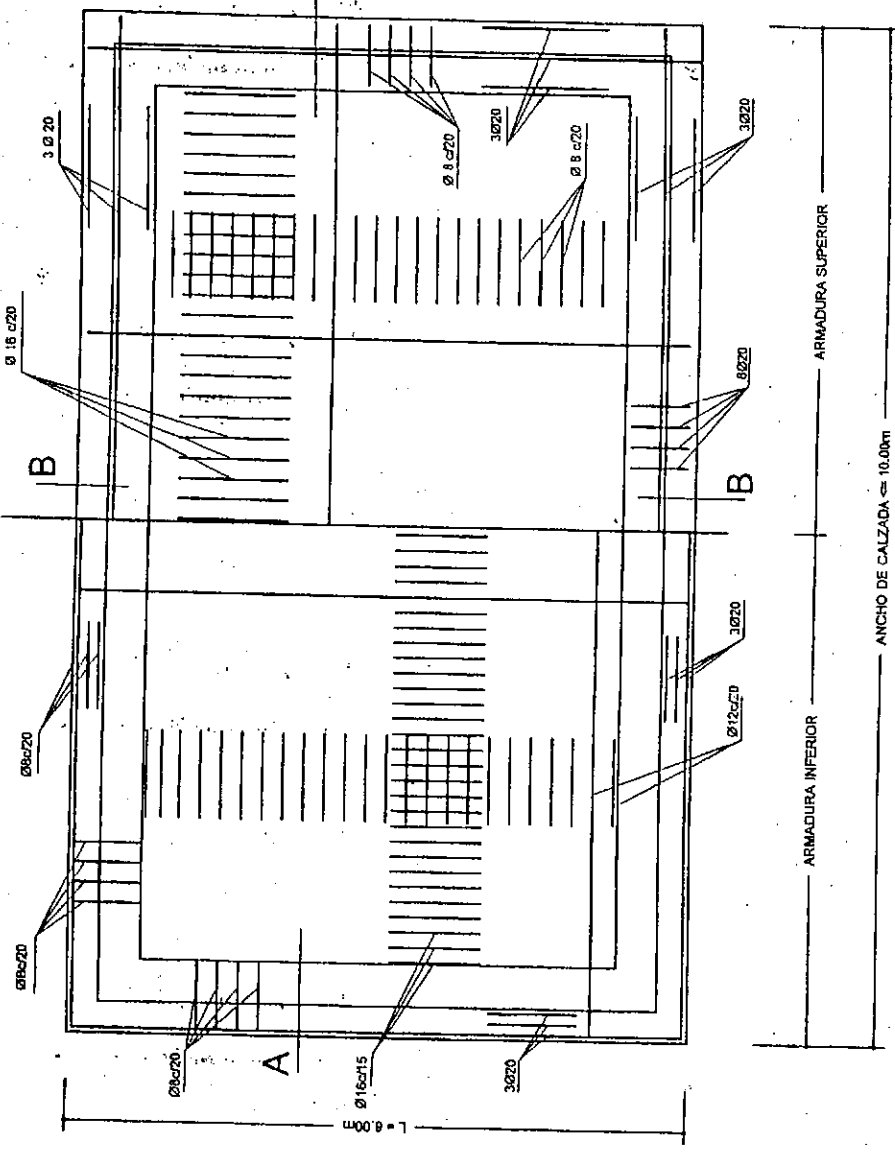 3 Ø 20
Ø 16 c/20
B
Ø8c/20
Ø8c/20
Ø 8 c/20
3Ø20
Ø 8 c/20
3Ø20
8Ø20
B
3Ø20
Ø12c/20
Ø8c/20
A
Ø16c/15
3Ø20
L = 6.00m
ARMADURA SUPERIOR
ARMADURA INFERIOR
ANCHO DE CALZADA <= 10.00m